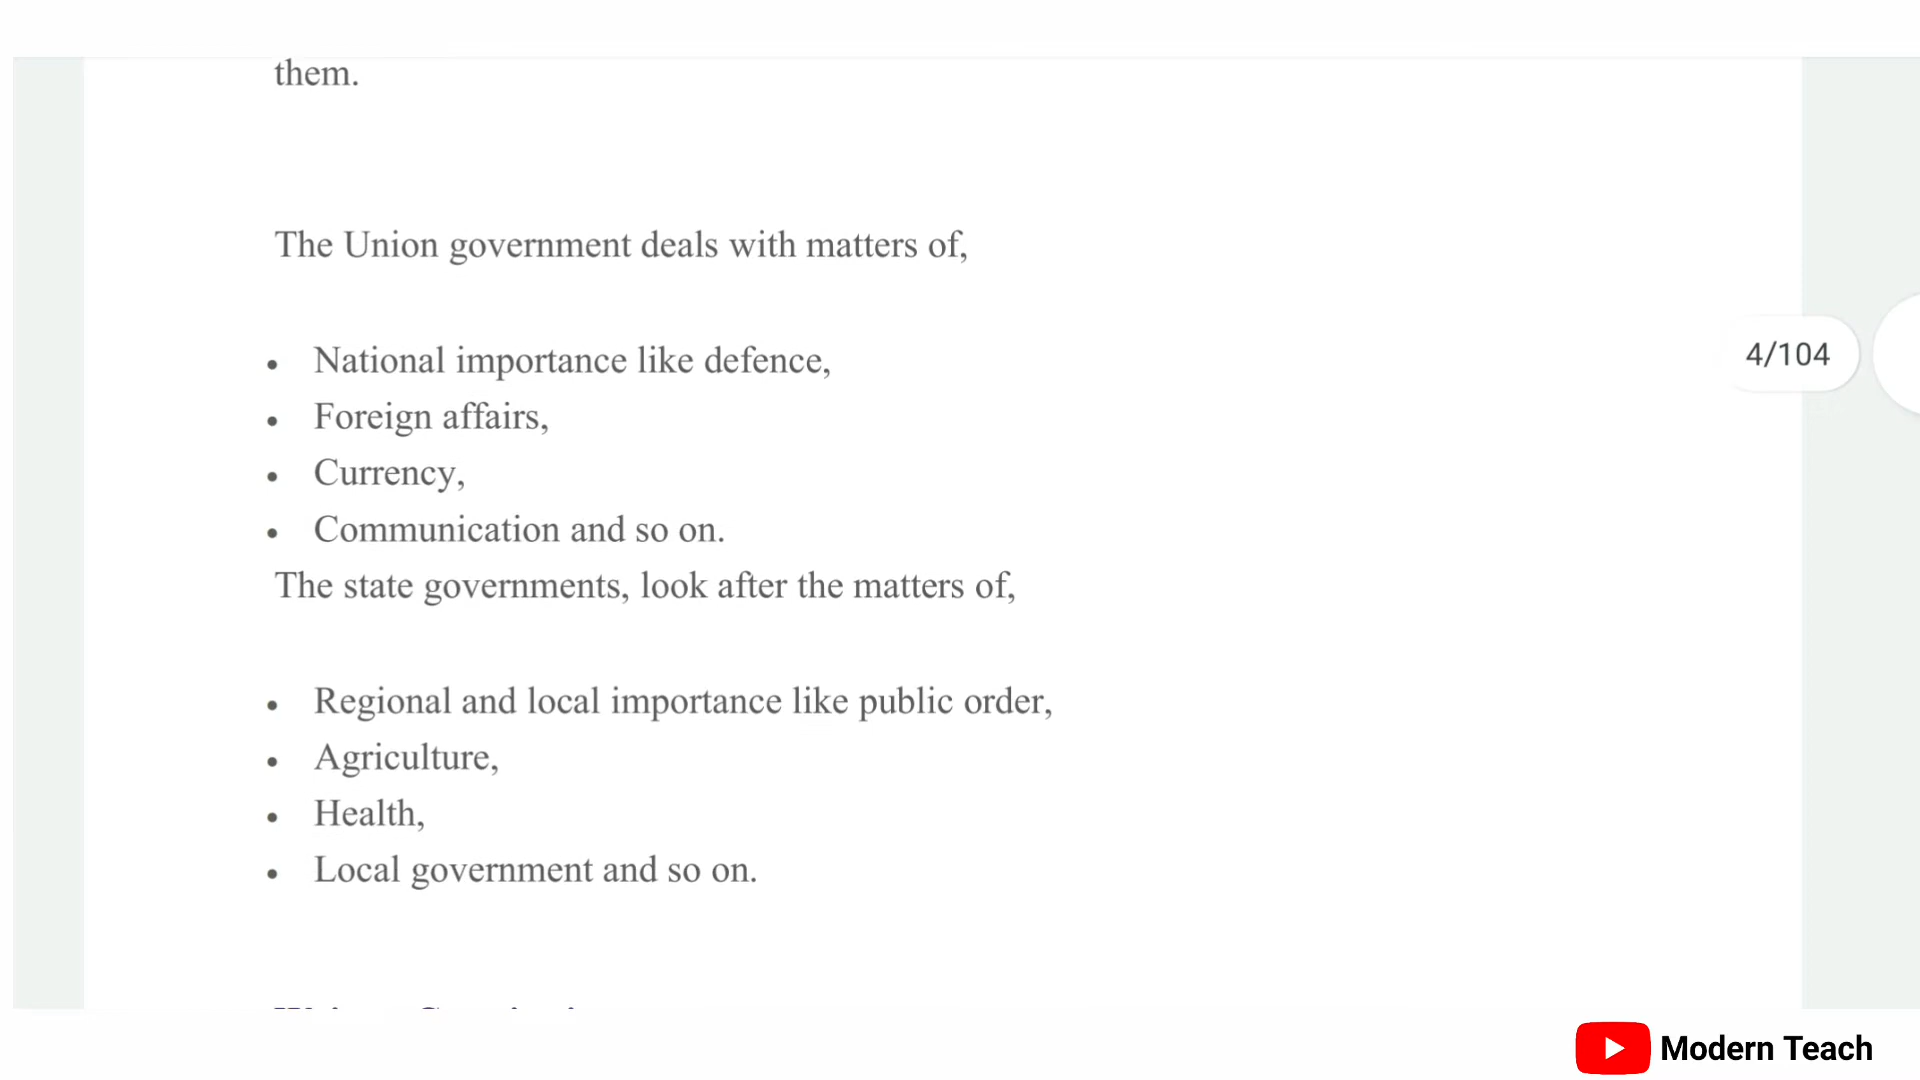 them.
The Union government deals with matters of,
• National importance like defence,
• Foreign affairs,
• Currency,
• Communication and so on.
The state governments, look after the matters of,
• Regional and local importance like public order,
• Agriculture,
• Health,
• Local government and so on.
4/104
Modern Teach